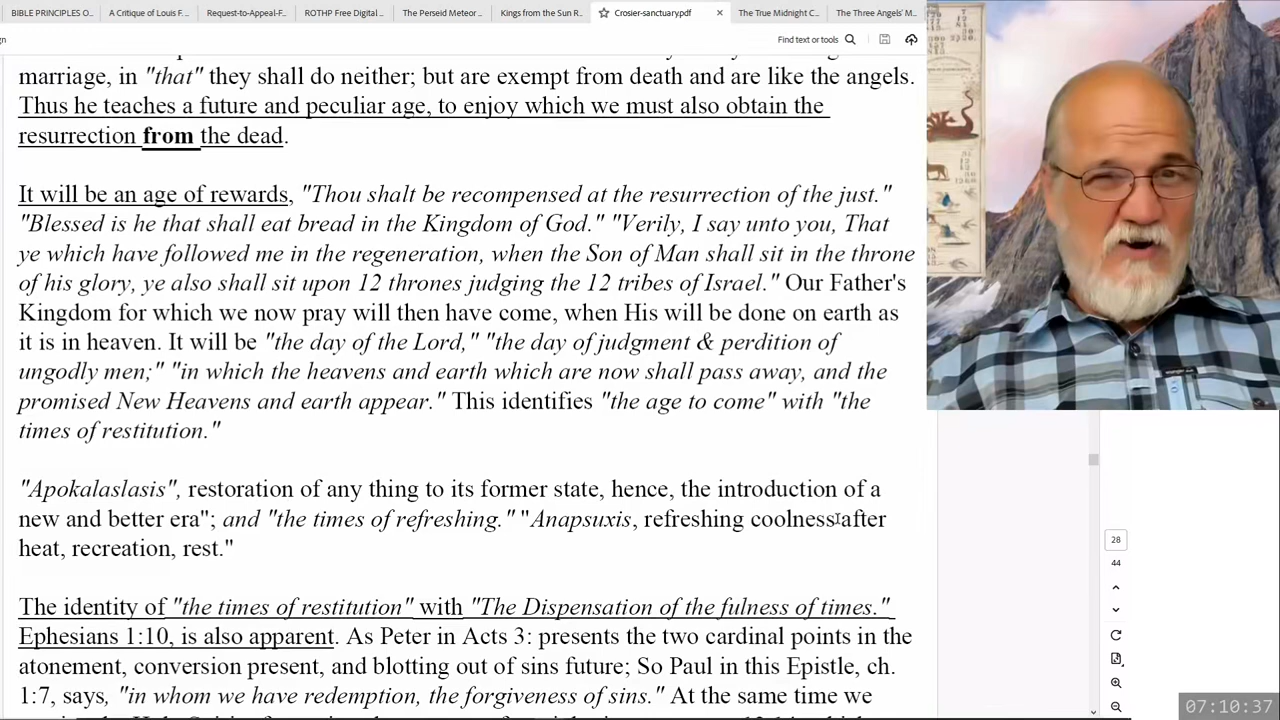 BIBLE PRINCIPLES O... A Critique of Louis F... Request-to-Appeal-F... ROTHP Free Digital ... The Perseid Meteor ... Kings from the Sun R... Crosier-sanctuary.pdf × The True Midnight C... The Three Angels' M...
gn Find text or tools
marriage, in "that" they shall do neither; but are exempt from death and are like the angels.
Thus he teaches a future and peculiar age, to enjoy which we must also obtain the
resurrection from the dead.
It will be an age of rewards, "Thou shalt be recompensed at the resurrection of the just."
"Blessed is he that shall eat bread in the Kingdom of God." "Verily, I say unto you, That
ye which have followed me in the regeneration, when the Son of Man shall sit in the throne
of his glory, ye also shall sit upon 12 thrones judging the 12 tribes of Israel." Our Father's
Kingdom for which we now pray will then have come, when His will be done on earth as
it is in heaven. It will be "the day of the Lord," "the day of judgment & perdition of
ungodly men;" "in which the heavens and earth which are now shall pass away, and the
promised New Heavens and earth appear." This identifies "the age to come" with "the
times of restitution."
"Apokalaslasis", restoration of any thing to its former state, hence, the introduction of a
new and better era"; and "the times of refreshing." "Anapsuxis, refreshing coolness after
heat, recreation, rest."
The identity of "the times of restitution" with "The Dispensation of the fulness of times."
Ephesians 1:10, is also apparent. As Peter in Acts 3: presents the two cardinal points in the
atonement, conversion present, and blotting out of sins future; So Paul in this Epistle, ch.
1:7, says, "in whom we have redemption, the forgiveness of sins." At the same time we
28
44
07:10:37